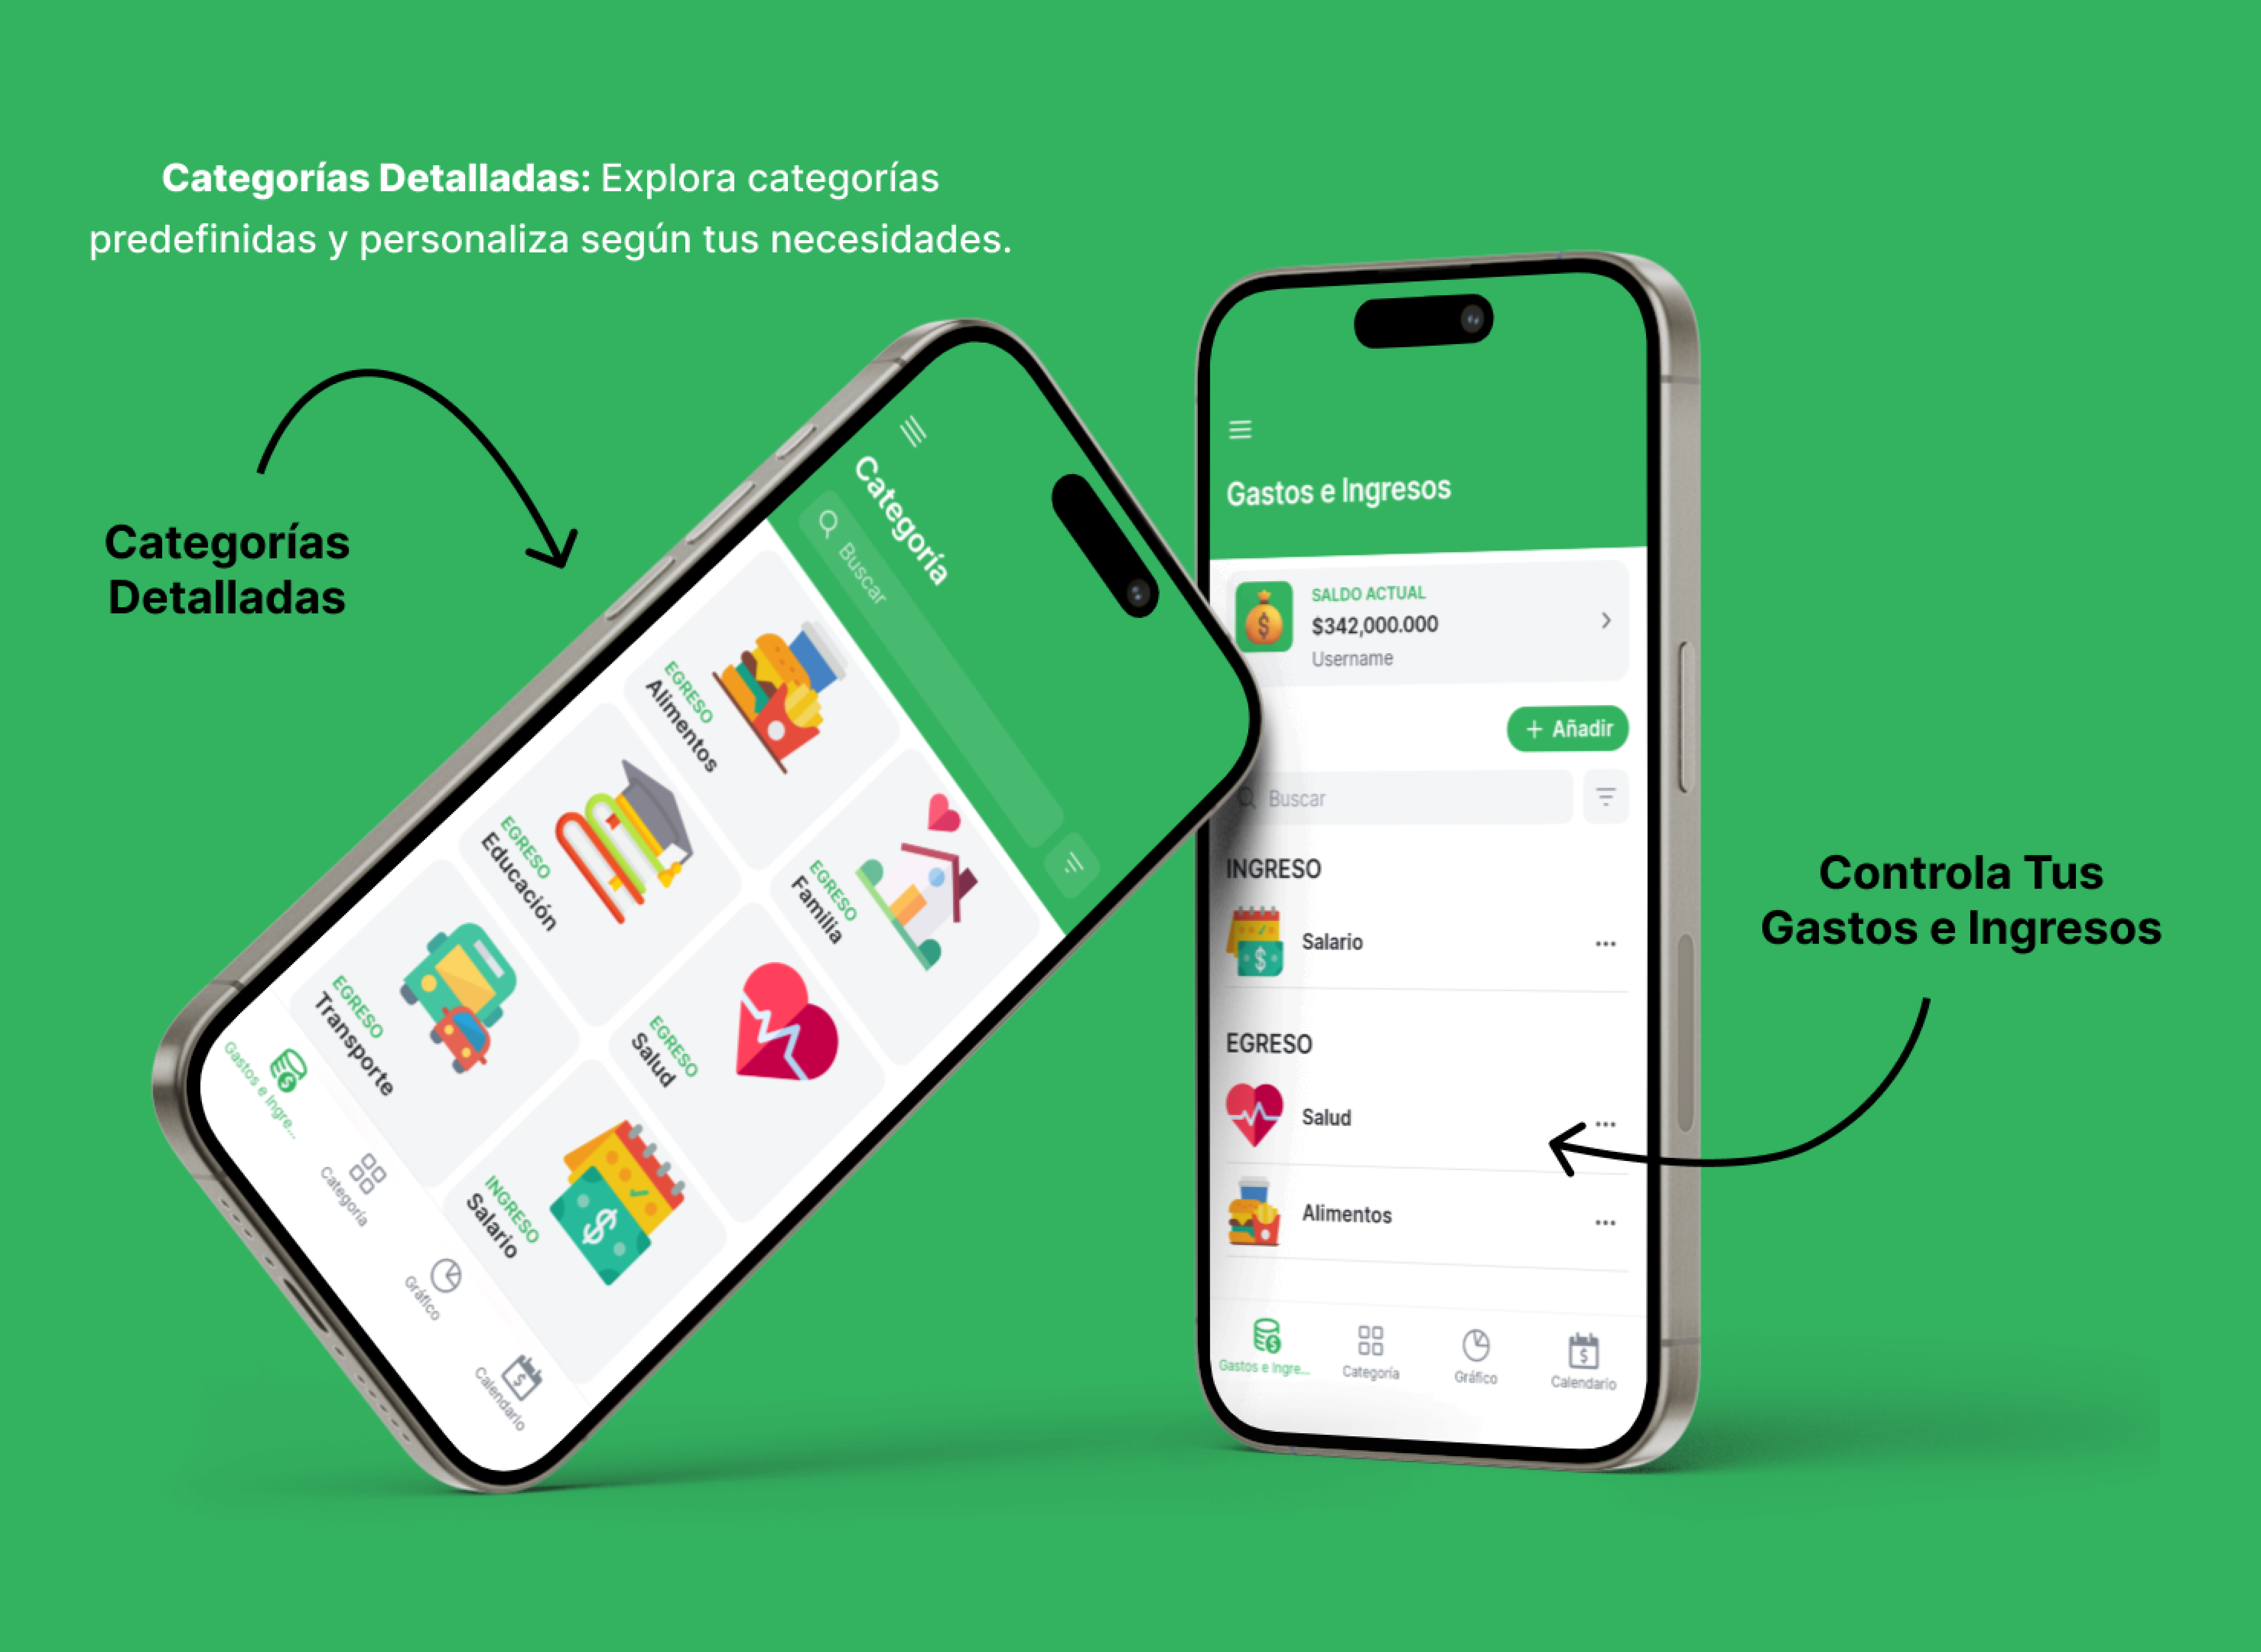 Categorías Detalladas: Explora categorías
predefinidas y personaliza según tus necesidades.
Categorías
Detalladas
Categoría
Buscar
EGRESO
Alimentos
EGRESO
Familia
EGRESO
Educación
EGRESO
Salud
EGRESO
Transporte
INGRESO
Salario
Gastos e Ingre...
Categoría
Gráfico
Calendario
Gastos e Ingresos
SALDO ACTUAL
$342,000.000
Username
+ Añadir
Buscar
INGRESO
Salario
EGRESO
Salud
Alimentos
Gastos e Ingre...
Categoría
Gráfico
Calendario
Controla Tus
Gastos e Ingresos